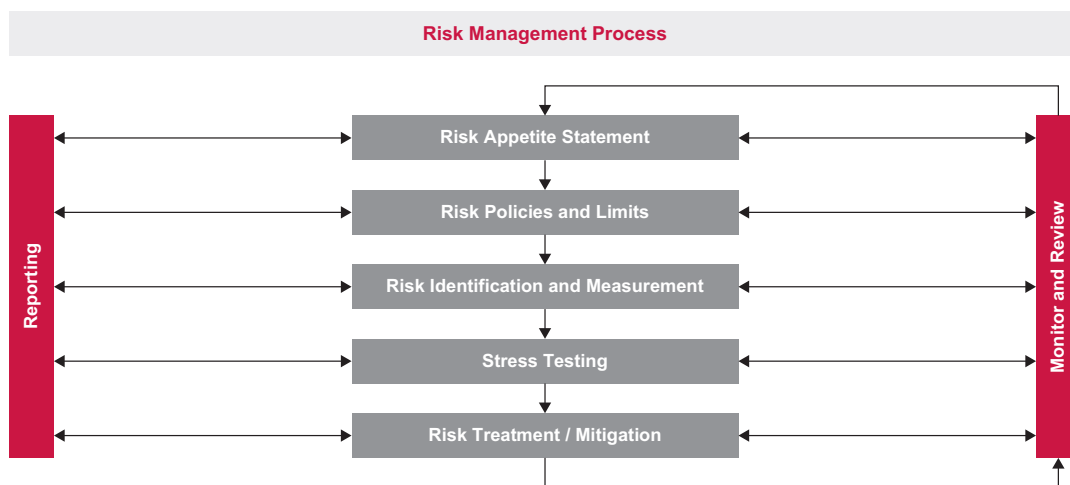 Risk Management Process
Reporting
Risk Appetite Statement
Risk Policies and Limits
Risk Identification and Measurement
Stress Testing
Risk Treatment / Mitigation
Monitor and Review